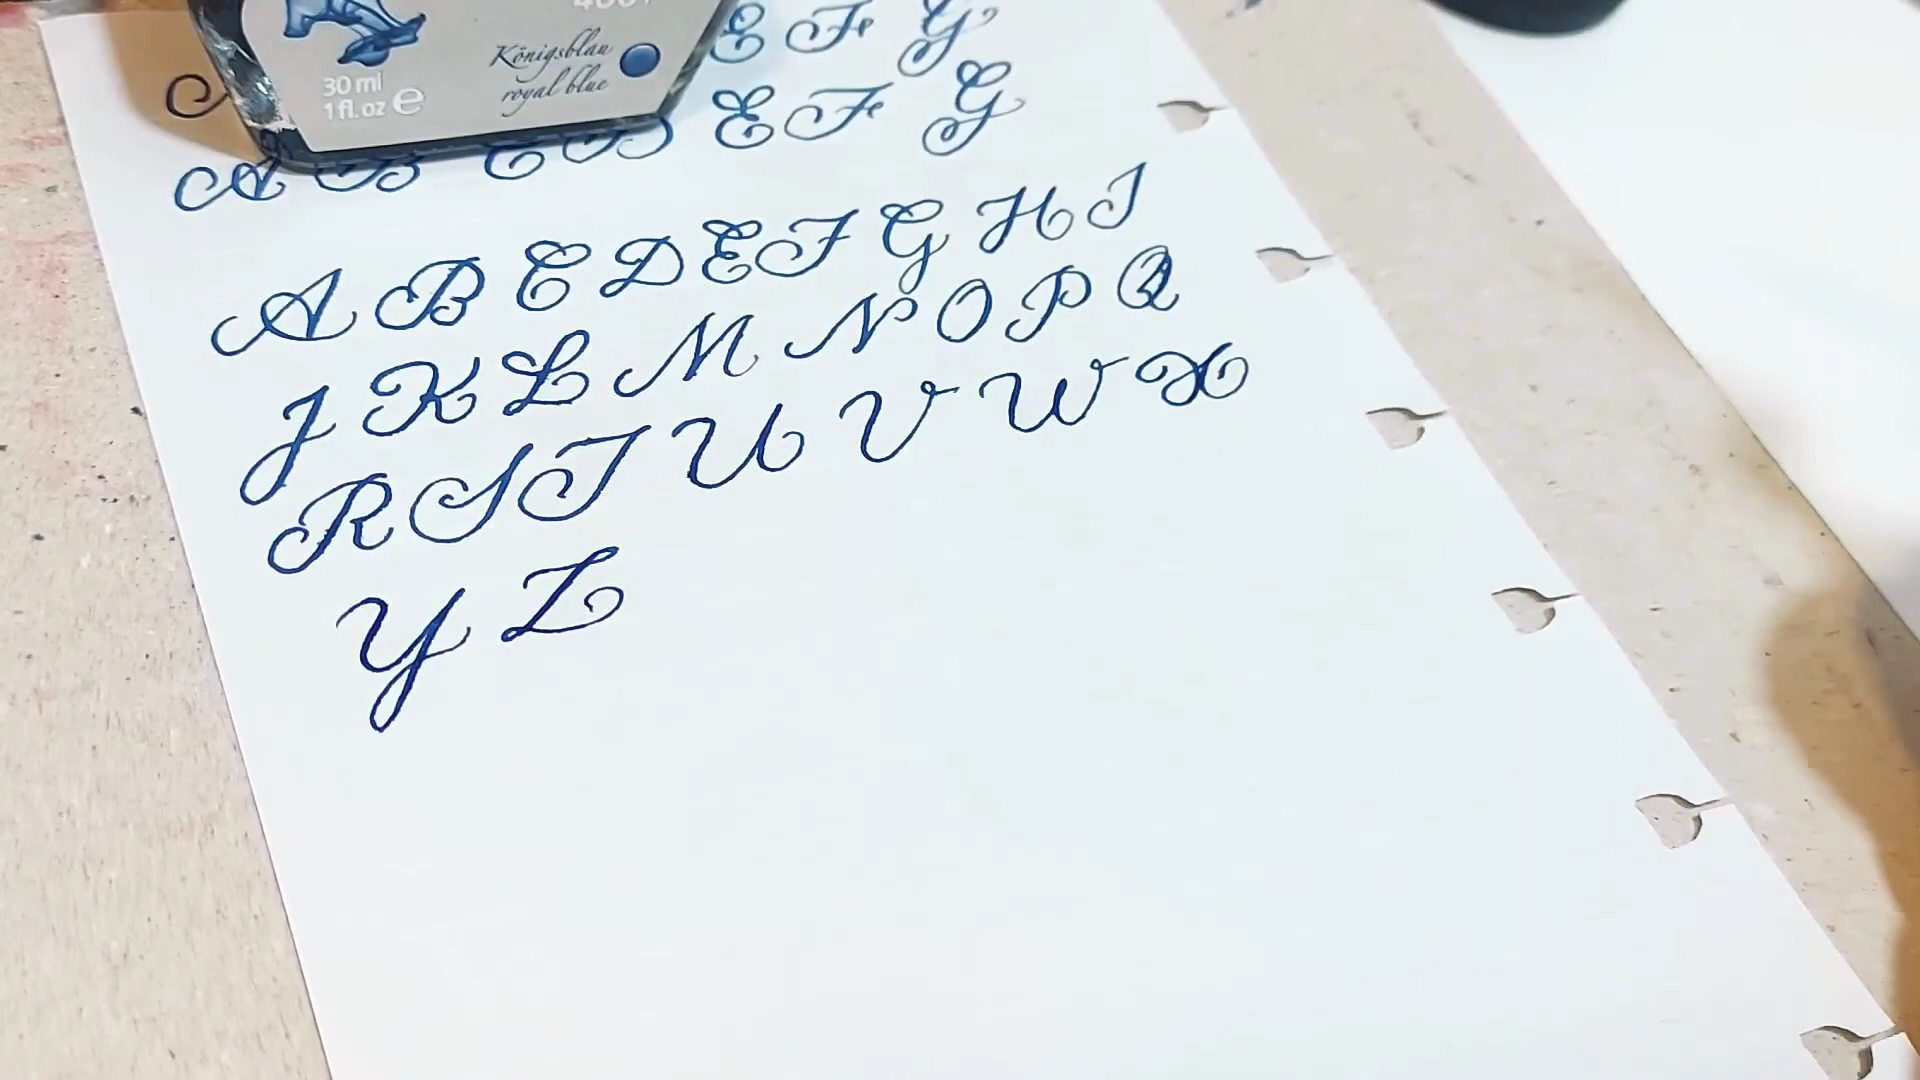 30 ml
1 fl. oz e
Königsblau
royal blue
E F G
A B C D E F G
A B C D E F G H I
J K L M N O P Q
R S T U V W X
Y Z